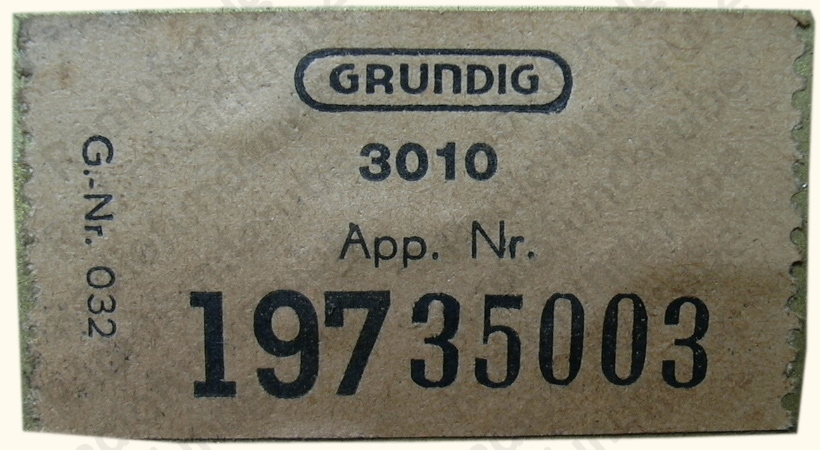 GRUNDIG
3010
App. Nr.
19735003
G.-Nr. 032